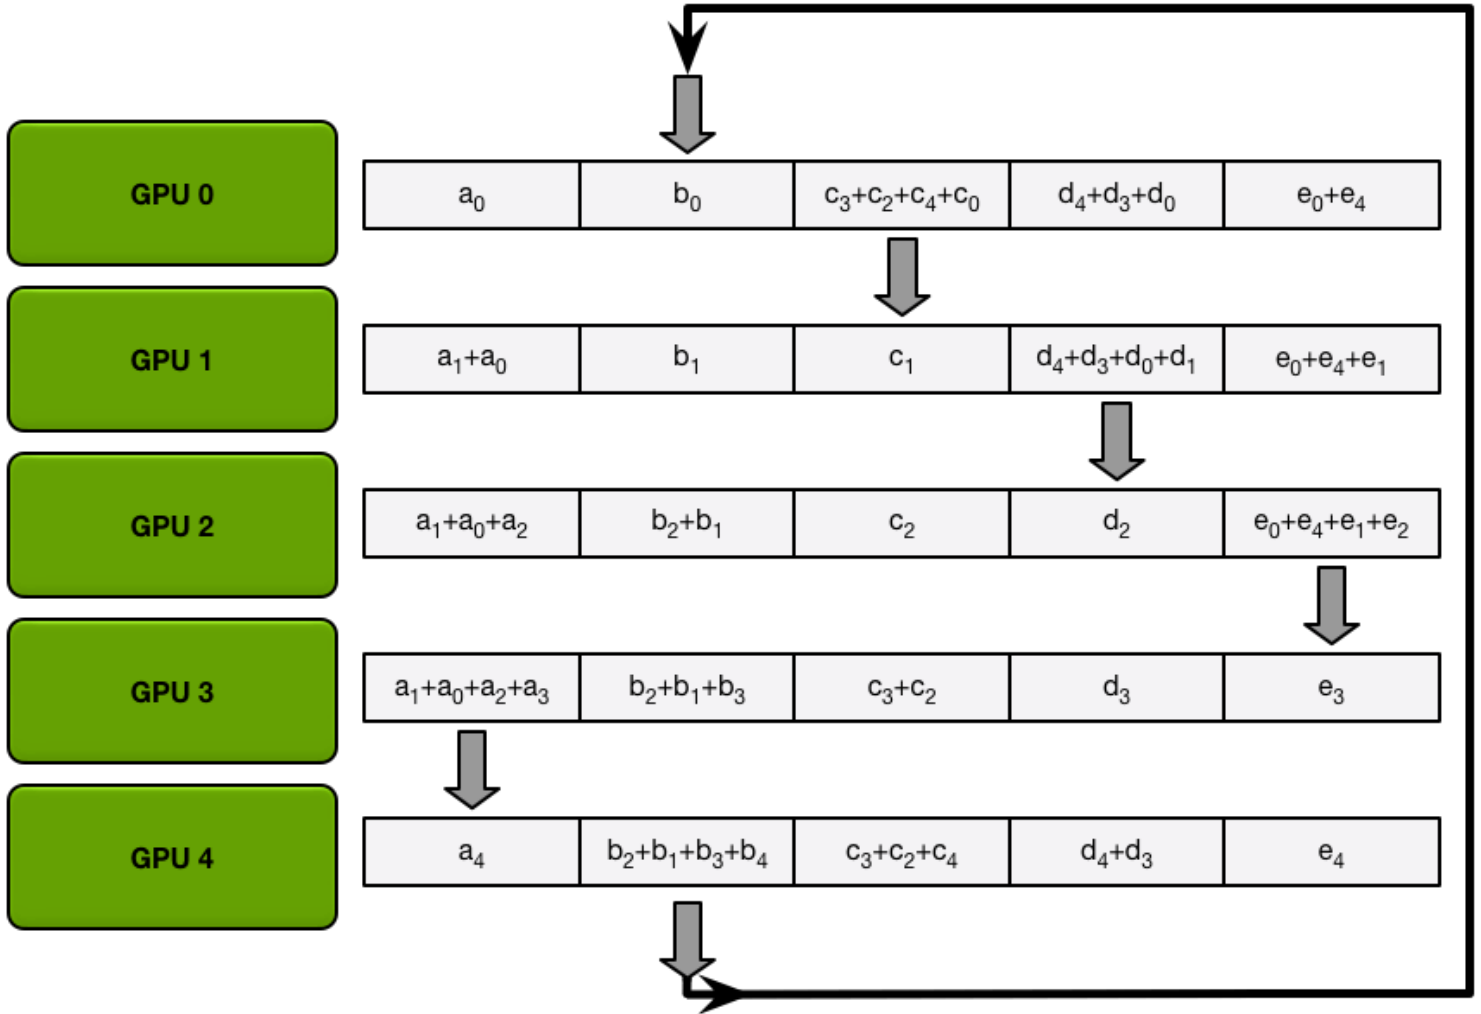 GPU 0 a₀ b₀ c₃+c₂+c₄+c₀ d₄+d₃+d₀ e₀+e₄
GPU 1 a₁+a₀ b₁ c₁ d₄+d₃+d₀+d₁ e₀+e₄+e₁
GPU 2 a₁+a₀+a₂ b₂+b₁ c₂ d₂ e₀+e₄+e₁+e₂
GPU 3 a₁+a₀+a₂+a₃ b₂+b₁+b₃ c₃+c₂ d₃ e₃
GPU 4 a₄ b₂+b₁+b₃+b₄ c₃+c₂+c₄ d₄+d₃ e₄